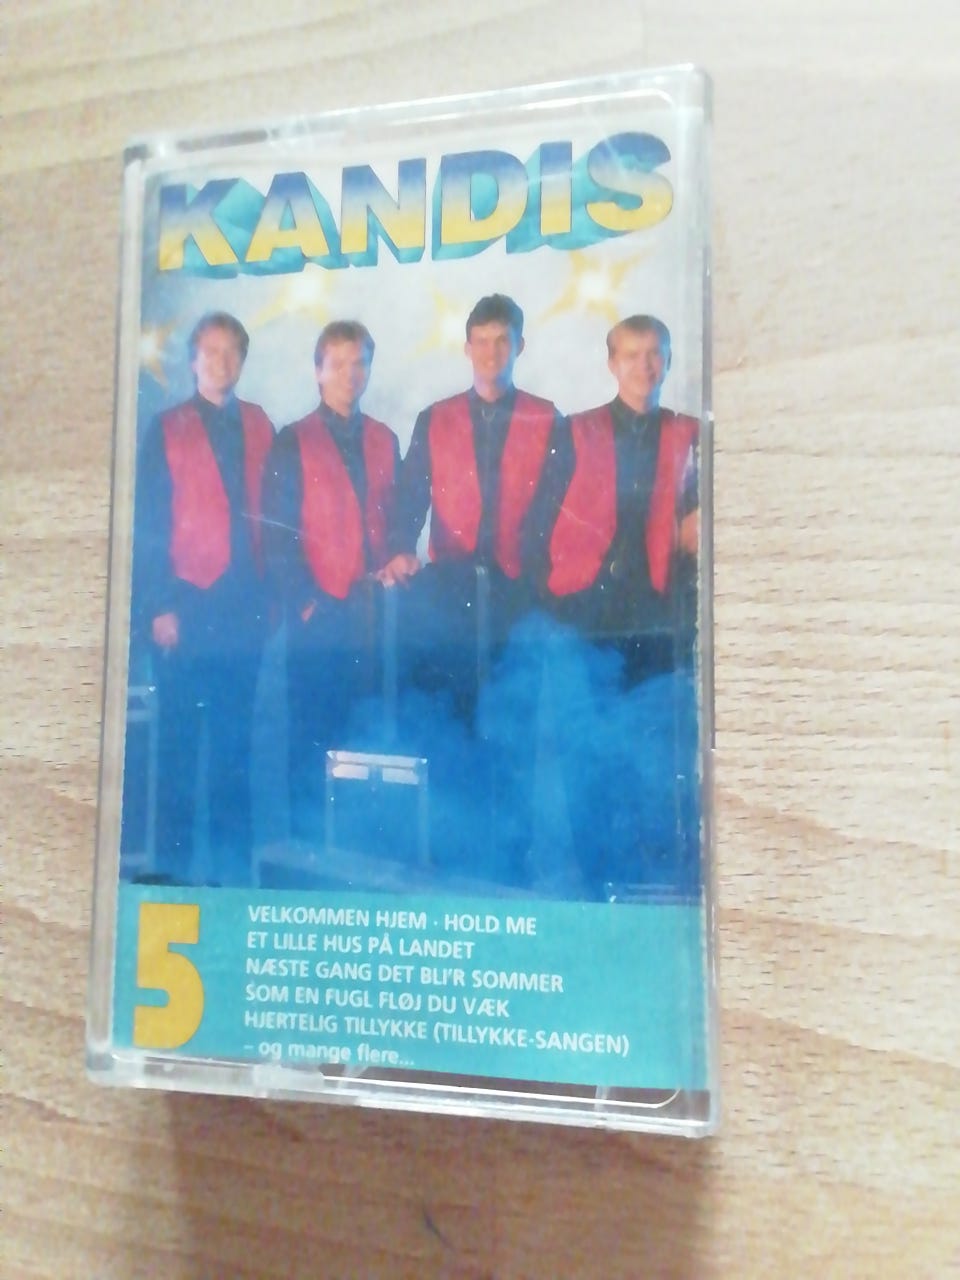 KANDIS
5
VELKOMMEN HJEM · HOLD ME
ET LILLE HUS PÅ LANDET
NÆSTE GANG DET BLI'R SOMMER
SOM EN FUGL FLØJ DU VÆK
HJERTELIG TILLYKKE (TILLYKKE-SANGEN)
– og mange flere...